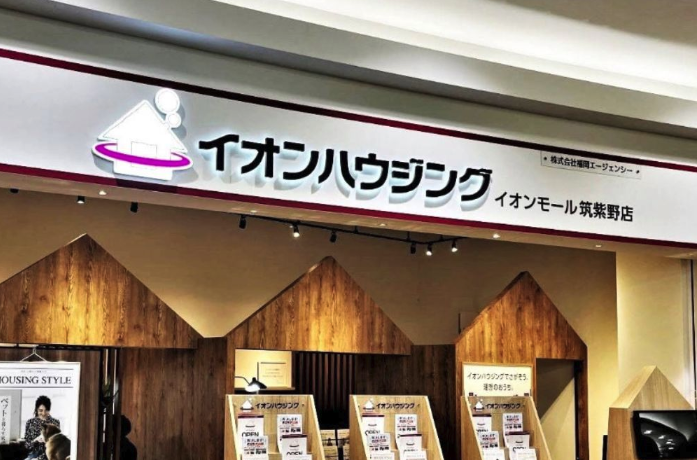 イオンハウジング
イオンモール筑紫野店
株式会社福岡エージェンシー
HOUSING STYLE
イオンハウジングでさがそう、
理想のおうち。
イオンハウジング
イオンハウジング
イオンハウジング
OPEN
OPEN